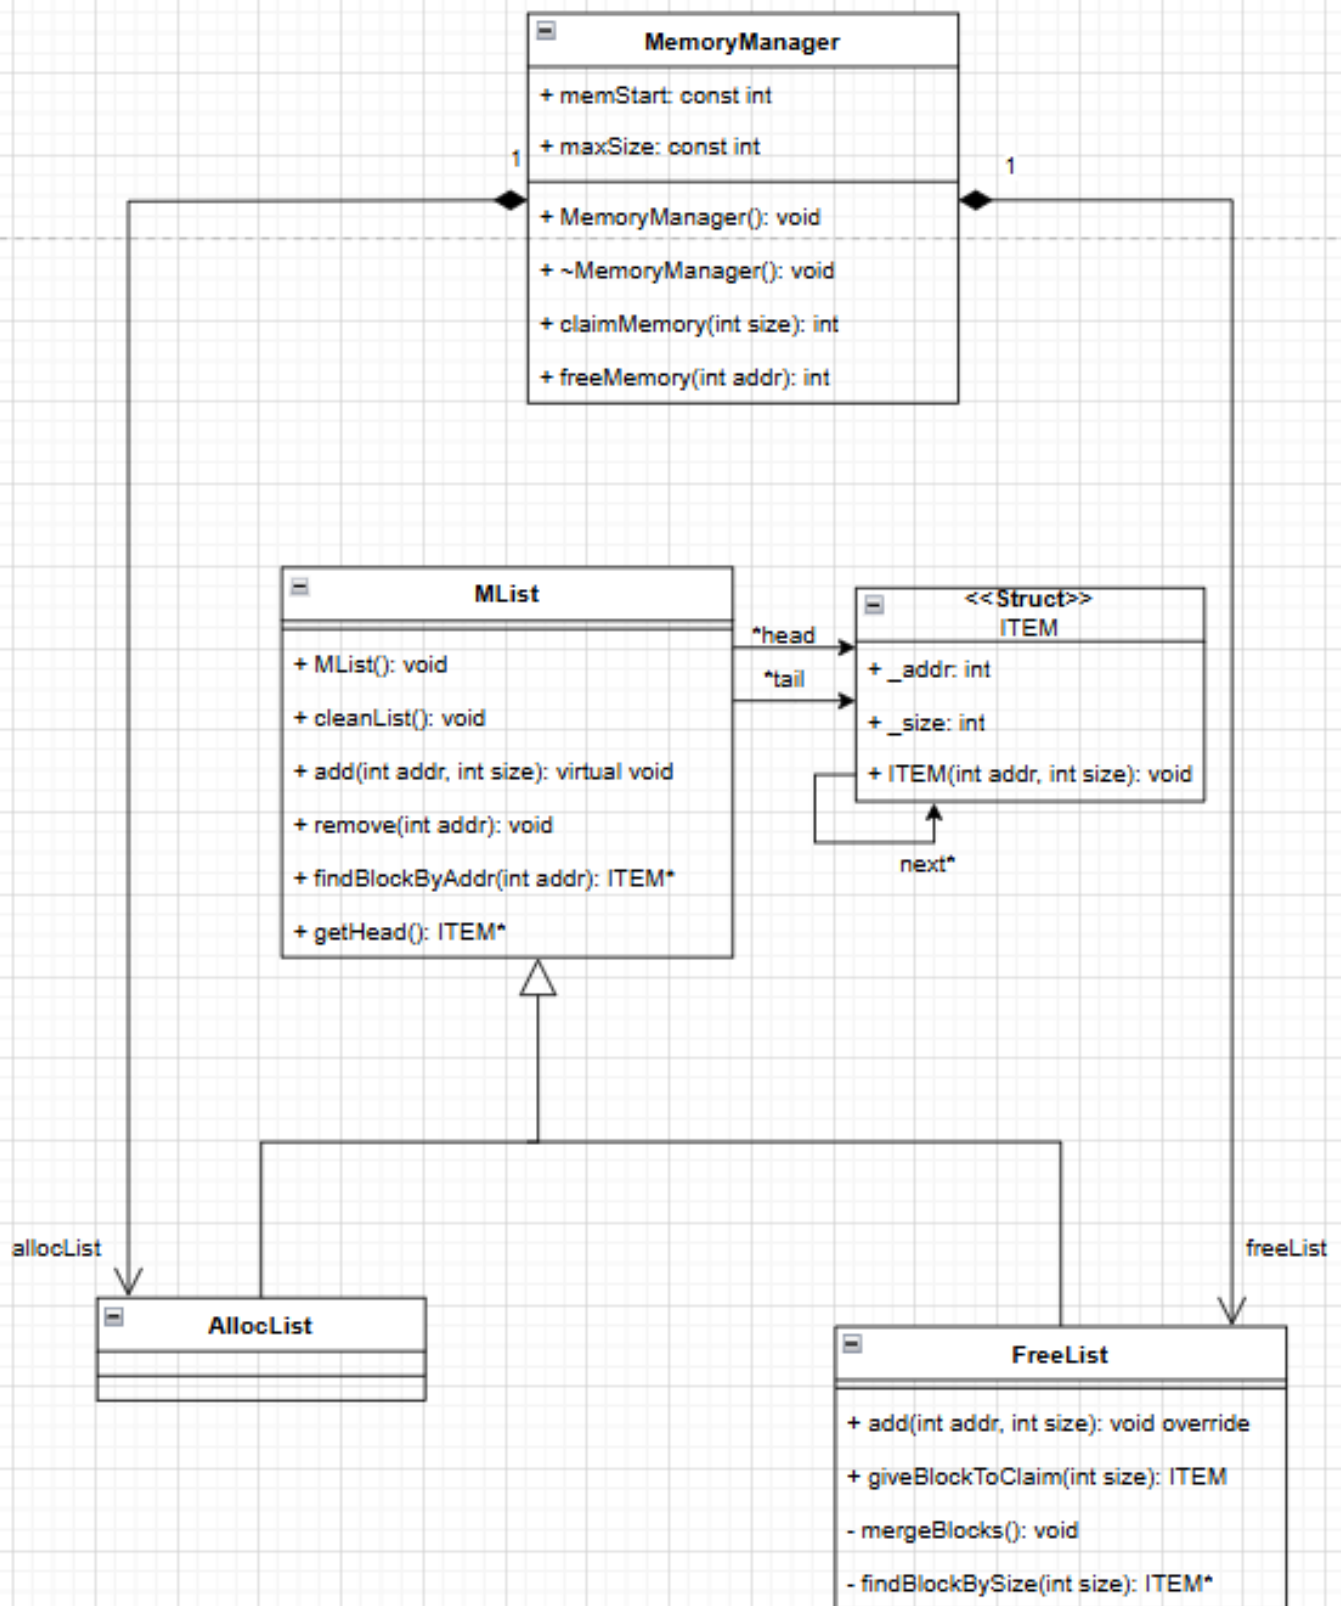 MemoryManager
+ memStart: const int
+ maxSize: const int
1
1
+ MemoryManager(): void
+ ~MemoryManager(): void
+ claimMemory(int size): int
+ freeMemory(int addr): int
MList
+ MList(): void
+ cleanList(): void
+ add(int addr, int size): virtual void
+ remove(int addr): void
+ findBlockByAddr(int addr): ITEM*
+ getHead(): ITEM*
*head
*tail
<<Struct>>
ITEM
+ _addr: int
+ _size: int
+ ITEM(int addr, int size): void
next*
allocList
freeList
AllocList
FreeList
+ add(int addr, int size): void override
+ giveBlockToClaim(int size): ITEM
- mergeBlocks(): void
- findBlockBySize(int size): ITEM*